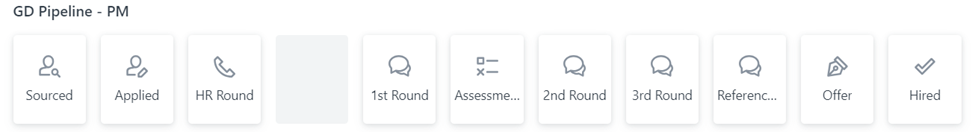 GD Pipeline - PM
Sourced
Applied
HR Round
1st Round
Assessme...
2nd Round
3rd Round
Referenc...
Offer
Hired